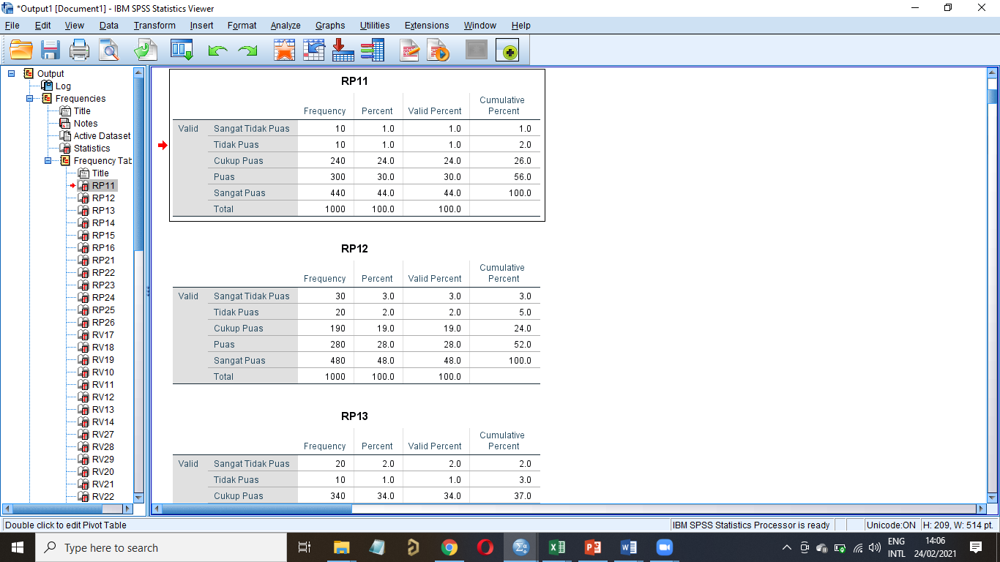 *Output1 [Document1] - IBM SPSS Statistics Viewer
File Edit View Data Transform Insert Format Analyze Graphs Utilities Extensions Window Help
Output
Log
Frequencies
Title
Notes
Active Dataset
Statistics
Frequency Tab
Title
RP11
RP12
RP13
RP14
RP15
RP16
RP21
RP22
RP23
RP24
RP25
RP26
RV17
RV18
RV19
RV10
RV11
RV12
RV13
RV14
RV27
RV28
RV29
RV20
RV21
RV22
RP11
Frequency Percent Valid Percent Cumulative Percent
Valid Sangat Tidak Puas 10 1.0 1.0 1.0
Tidak Puas 10 1.0 1.0 2.0
Cukup Puas 240 24.0 24.0 26.0
Puas 300 30.0 30.0 56.0
Sangat Puas 440 44.0 44.0 100.0
Total 1000 100.0 100.0
RP12
Frequency Percent Valid Percent Cumulative Percent
Valid Sangat Tidak Puas 30 3.0 3.0 3.0
Tidak Puas 20 2.0 2.0 5.0
Cukup Puas 190 19.0 19.0 24.0
Puas 280 28.0 28.0 52.0
Sangat Puas 480 48.0 48.0 100.0
Total 1000 100.0 100.0
RP13
Frequency Percent Valid Percent Cumulative Percent
Valid Sangat Tidak Puas 20 2.0 2.0 2.0
Tidak Puas 10 1.0 1.0 3.0
Cukup Puas 340 34.0 34.0 37.0
Double click to edit Pivot Table
IBM SPSS Statistics Processor is ready Unicode:ON H: 209, W: 514 pt.
Type here to search
ENG 14:06
INTL 24/02/2021